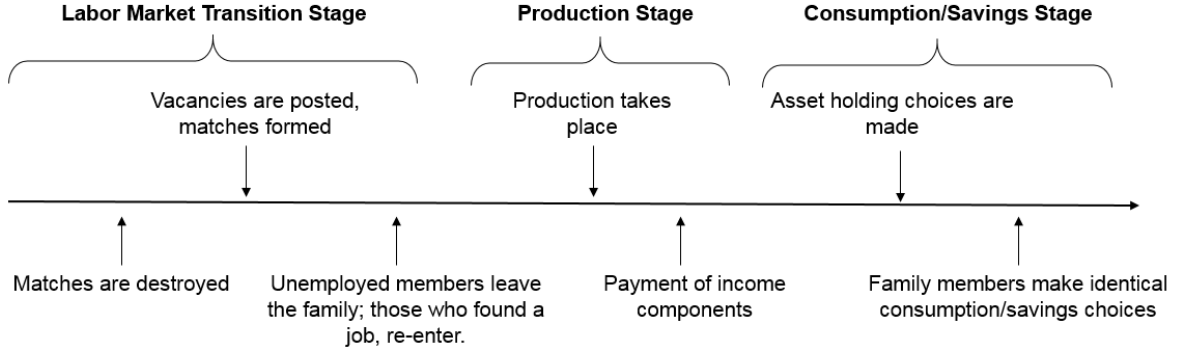 Labor Market Transition Stage
Production Stage
Consumption/Savings Stage
Vacancies are posted,
matches formed
Production takes
place
Asset holding choices are
made
Matches are destroyed
Unemployed members leave
the family; those who found a
job, re-enter.
Payment of income
components
Family members make identical
consumption/savings choices